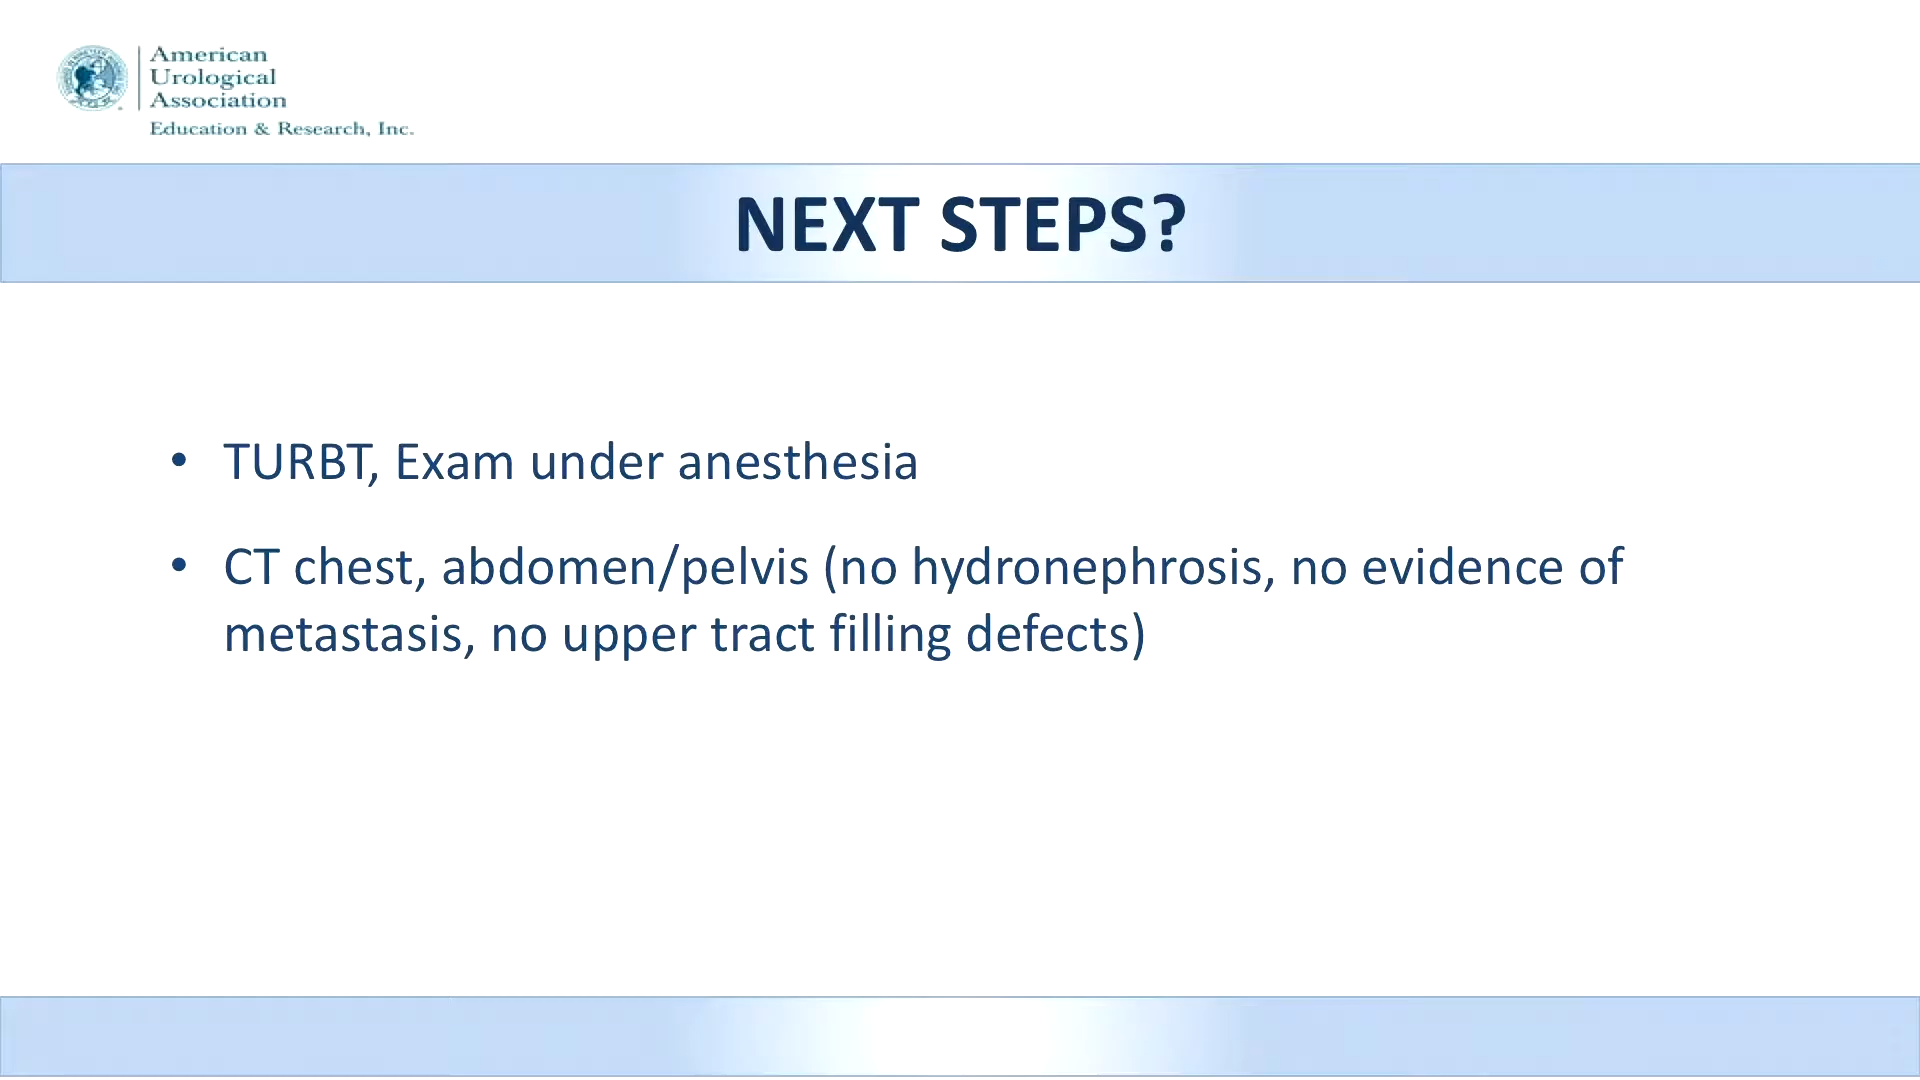 American
Urological
Association
Education & Research, Inc.
NEXT STEPS?
• TURBT, Exam under anesthesia
• CT chest, abdomen/pelvis (no hydronephrosis, no evidence of
metastasis, no upper tract filling defects)